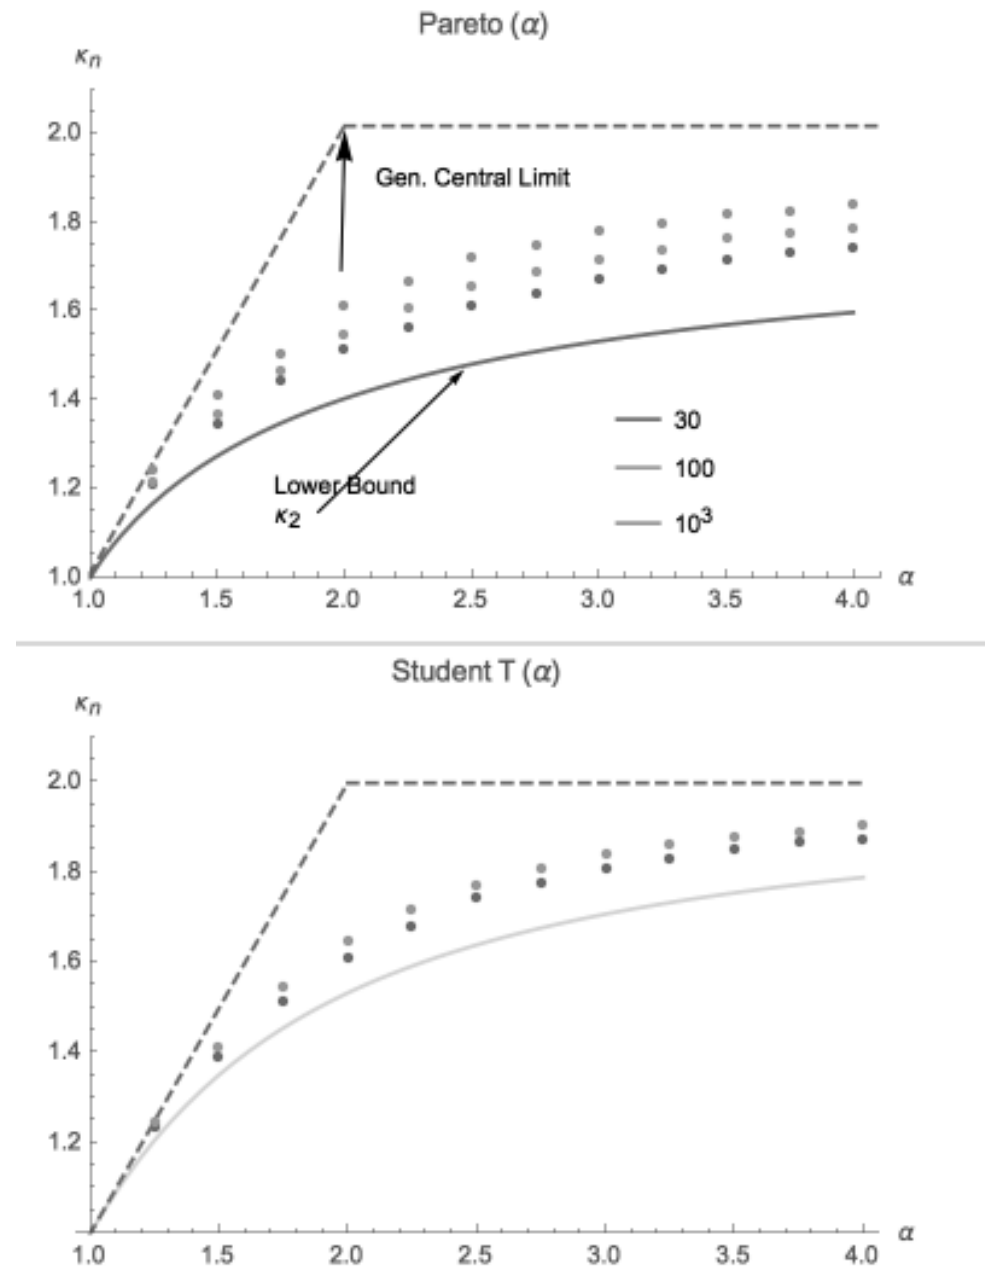 Pareto (α)
κn
2.0
1.8
1.6
1.4
1.2
1.0
Gen. Central Limit
Lower Bound
κ2
30
100
10³
1.0 1.5 2.0 2.5 3.0 3.5 4.0 α
Student T (α)
κn
2.0
1.8
1.6
1.4
1.2
1.0 1.5 2.0 2.5 3.0 3.5 4.0 α